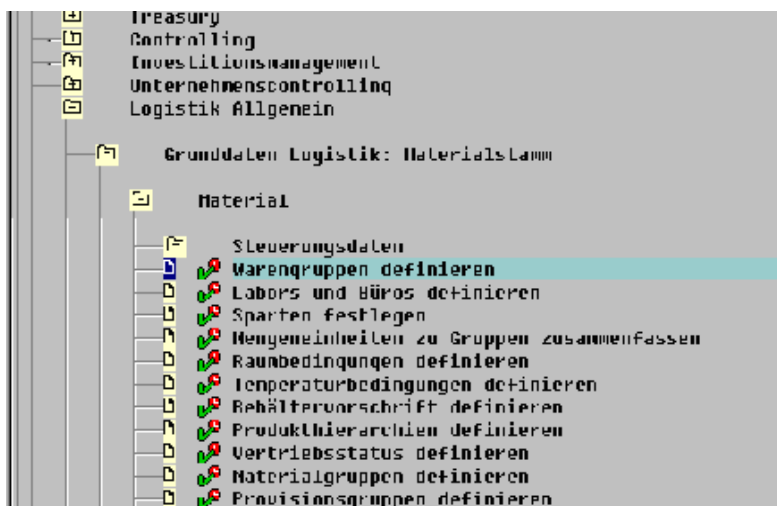 Treasury
Controlling
Investitionsmanagement
Unternehmenscontrolling
Logistik Allgemein
Grunddaten Logistik: Materialstamm
Material
Steuerungsdaten
Warengruppen definieren
Labors und Büros definieren
Sparten festlegen
Mengeneinheiten zu Gruppen zusammenfassen
Raumbedingungen definieren
Temperaturbedingungen definieren
Behältervorschrift definieren
Produkthierarchien definieren
Vertriebsstatus definieren
Materialgruppen definieren
Provisionsgruppen definieren